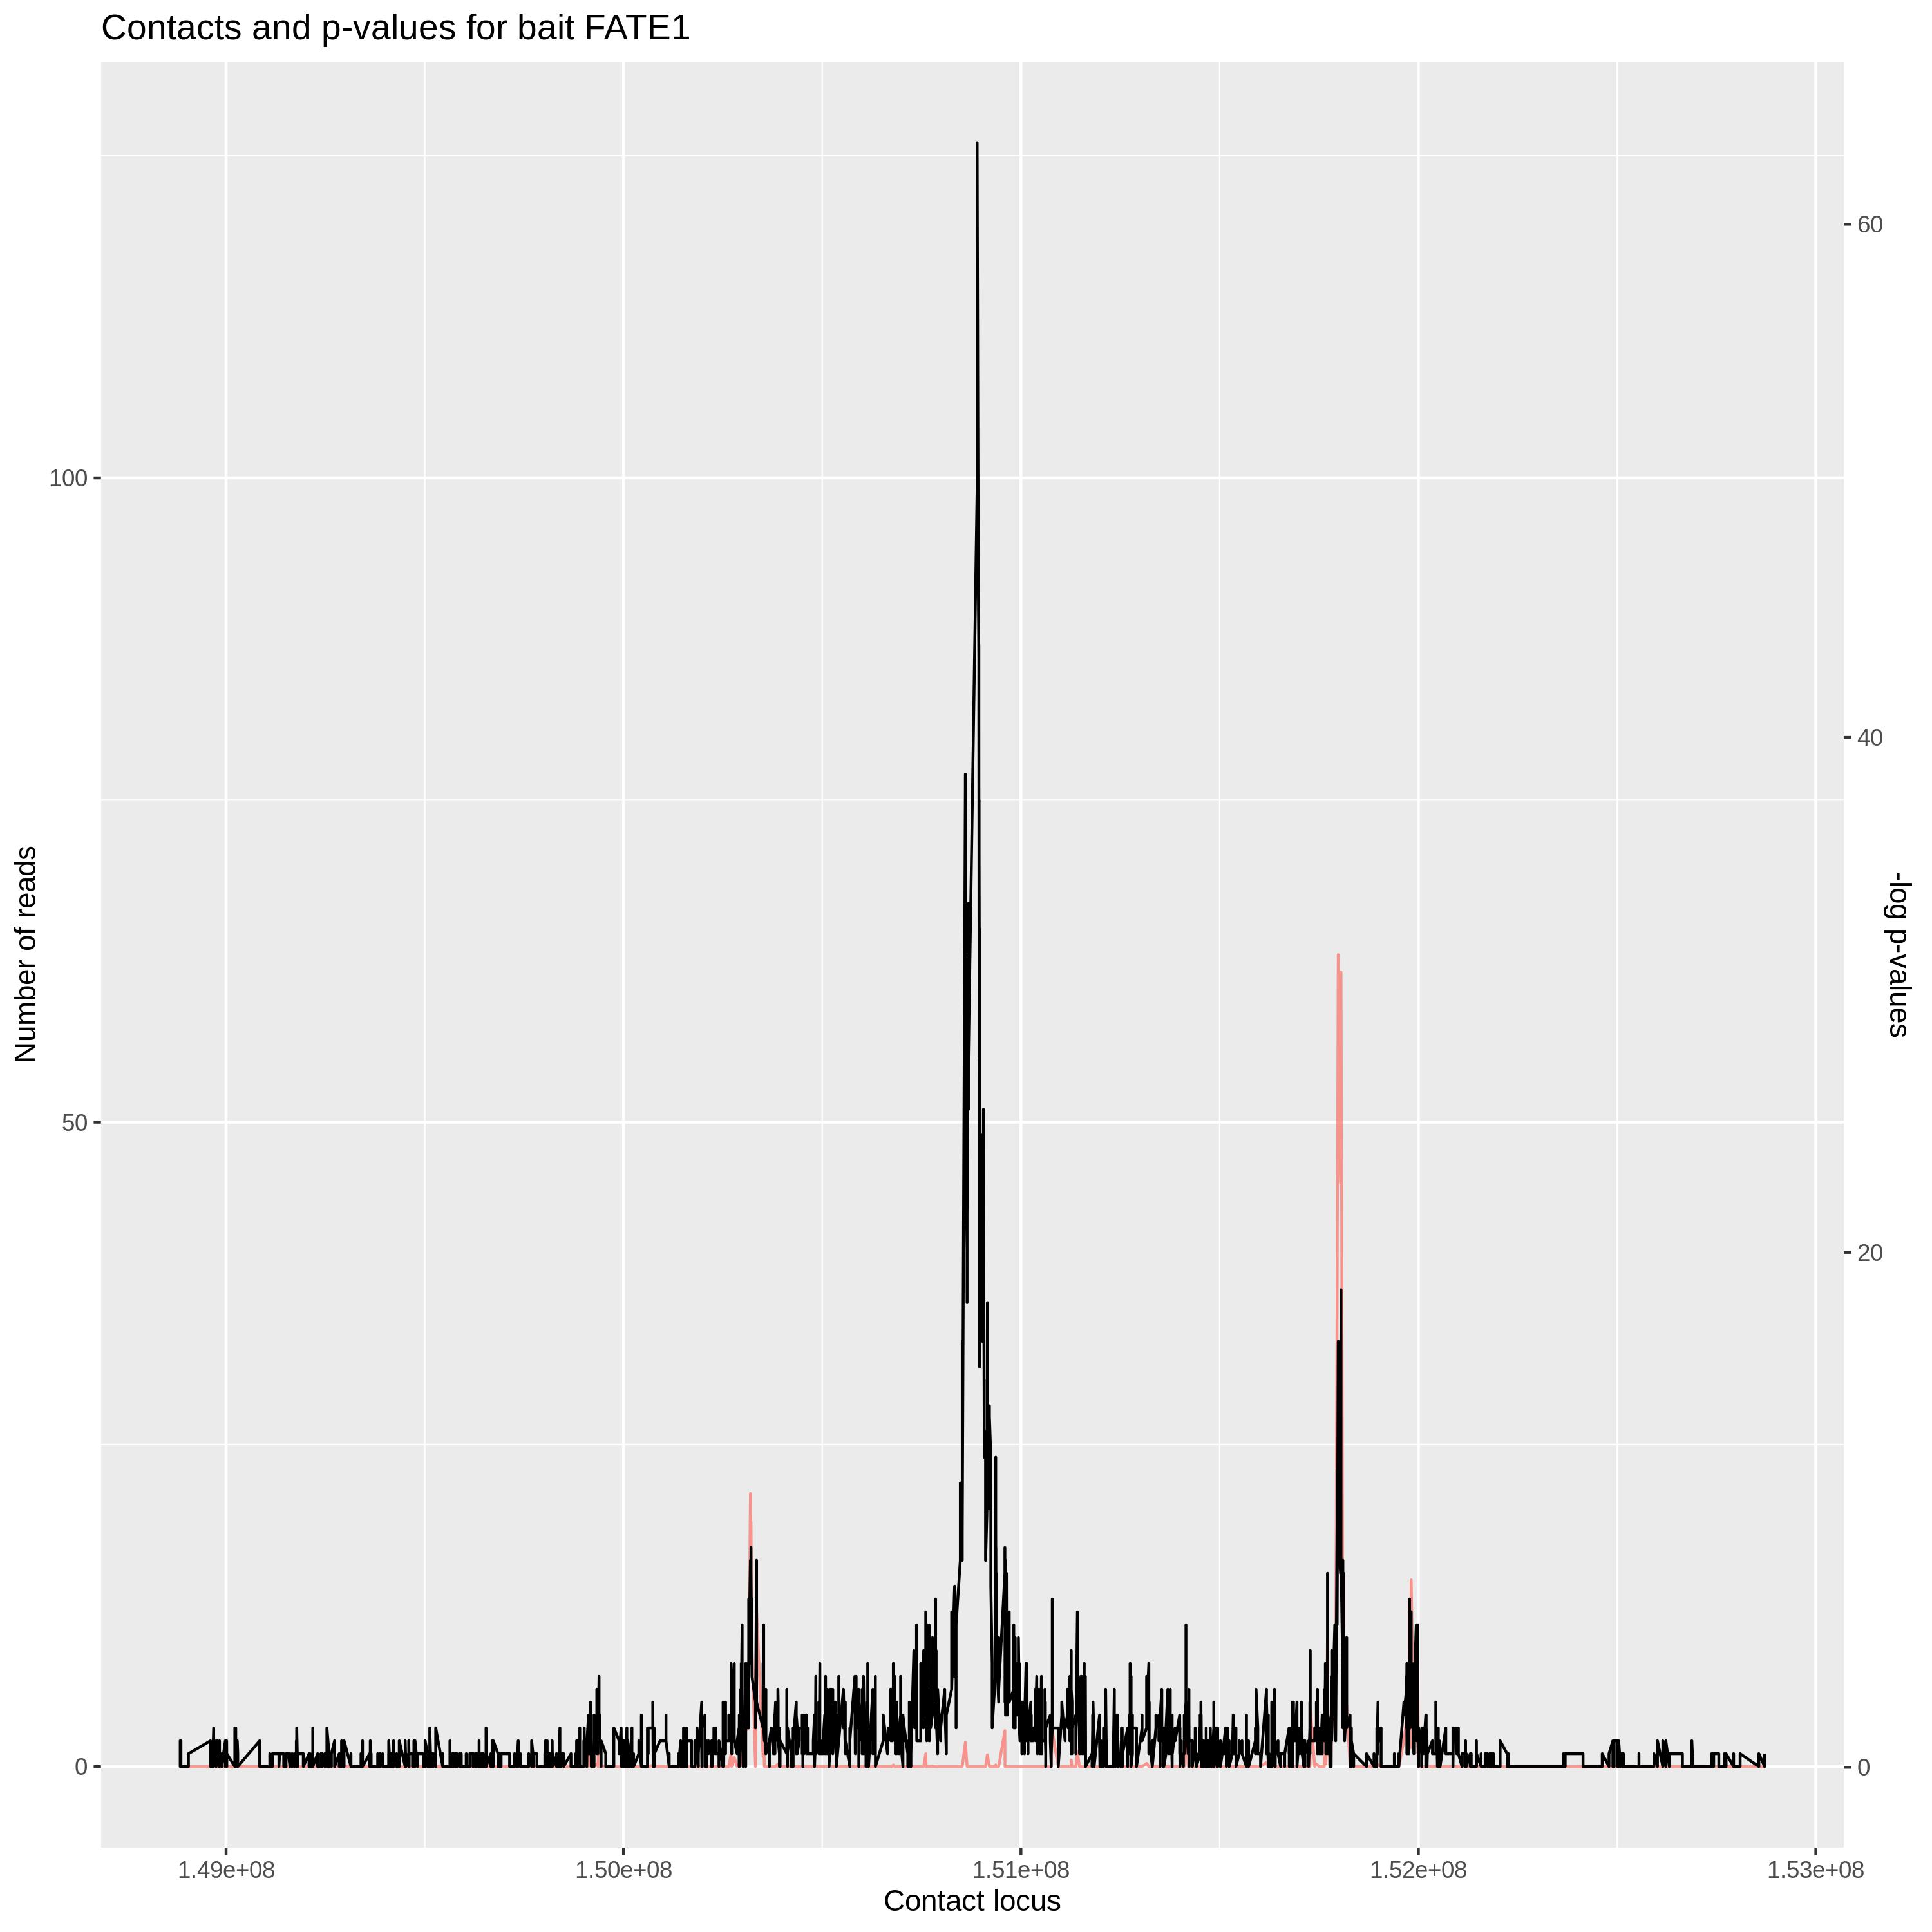 Contacts and p-values for bait FATE1
100
50
0
Number of reads
60
40
20
0
-log p-values
1.49e+08
1.50e+08
1.51e+08
1.52e+08
1.53e+08
Contact locus